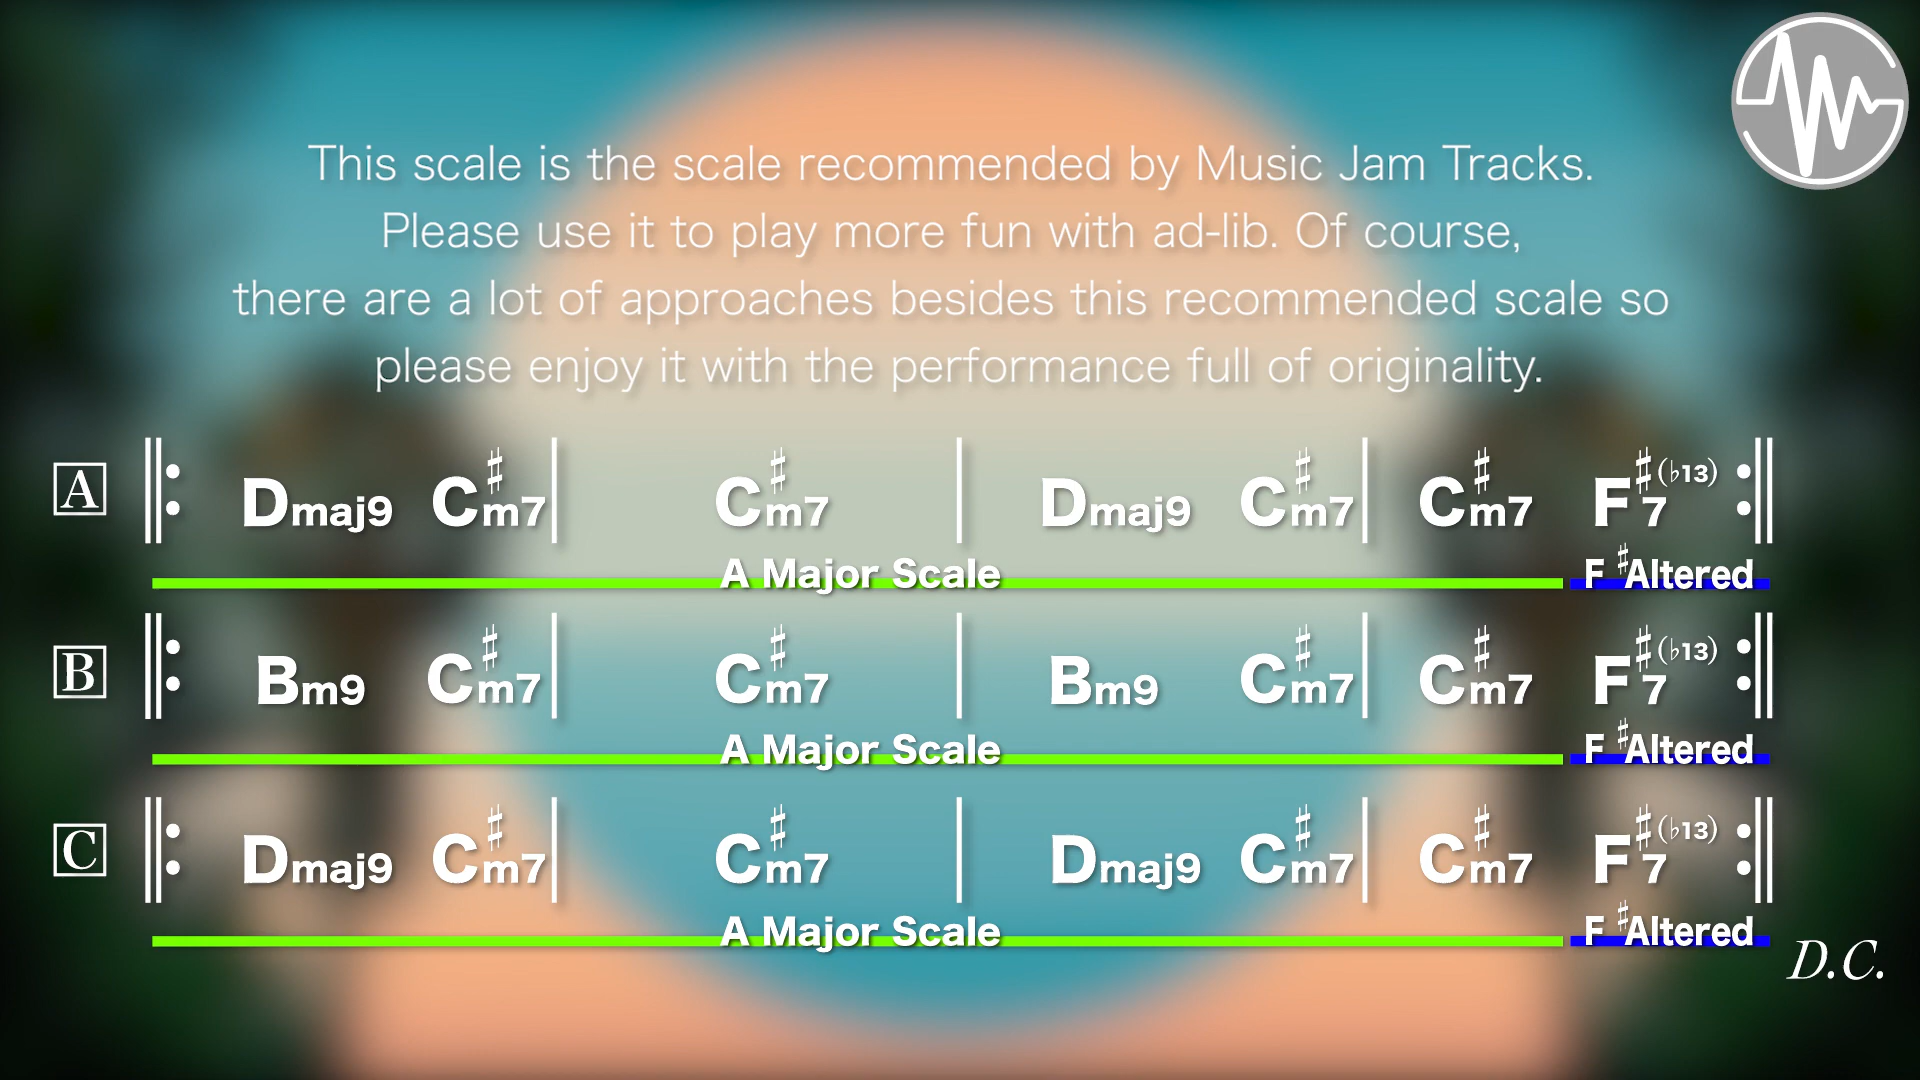 This scale is the scale recommended by Music Jam Tracks.
Please use it to play more fun with ad-lib. Of course,
there are a lot of approaches besides this recommended scale so
please enjoy it with the performance full of originality.
A Dmaj9 C♯m7 C♯m7 Dmaj9 C♯m7 C♯m7 F♯7(♭13)
A Major Scale F♯Altered
B Bm9 C♯m7 C♯m7 Bm9 C♯m7 C♯m7 F♯7(♭13)
A Major Scale F♯Altered
C Dmaj9 C♯m7 C♯m7 Dmaj9 C♯m7 C♯m7 F♯7(♭13)
A Major Scale F♯Altered
D.C.